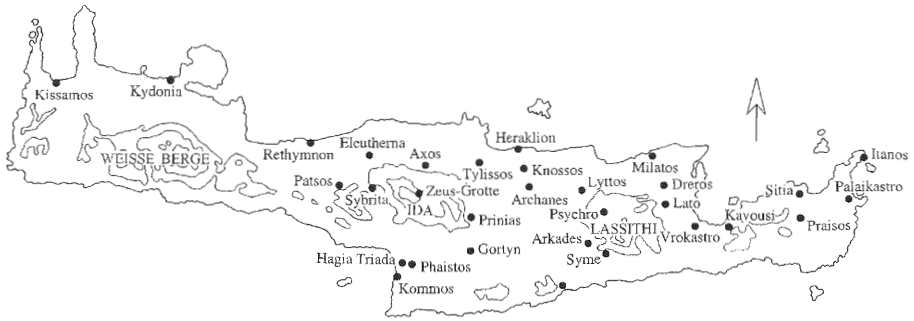 Kissamos
Kydonia
WEISSE BERGE
Rethymnon
Eleutherna
Axos
Tylissos
Heraklion
Knossos
Archanes
Milatos
Itanos
Patsos
Sybrita
Zeus-Grotte
IDA
Prinias
Lyttos
Dreros
Lato
Sitia
Palaikastro
Psychro
LASSITHI
Kavousi
Praisos
Vrokastro
Arkades
Syme
Gortyn
Hagia Triada
Phaistos
Kommos